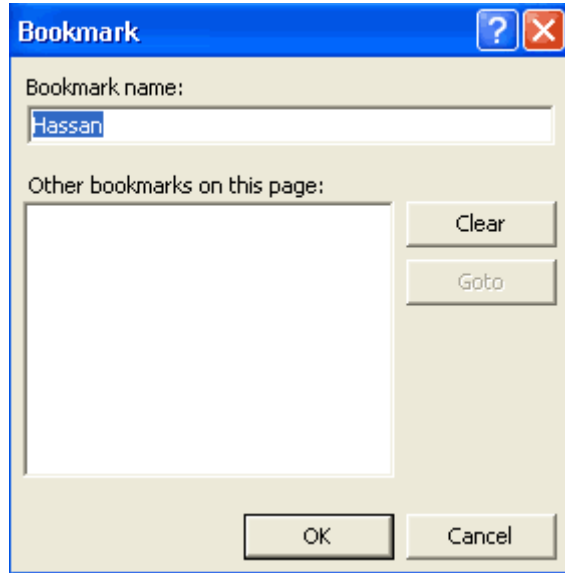 Bookmark
Bookmark name:
Hassan
Other bookmarks on this page:
Clear
Goto
OK
Cancel